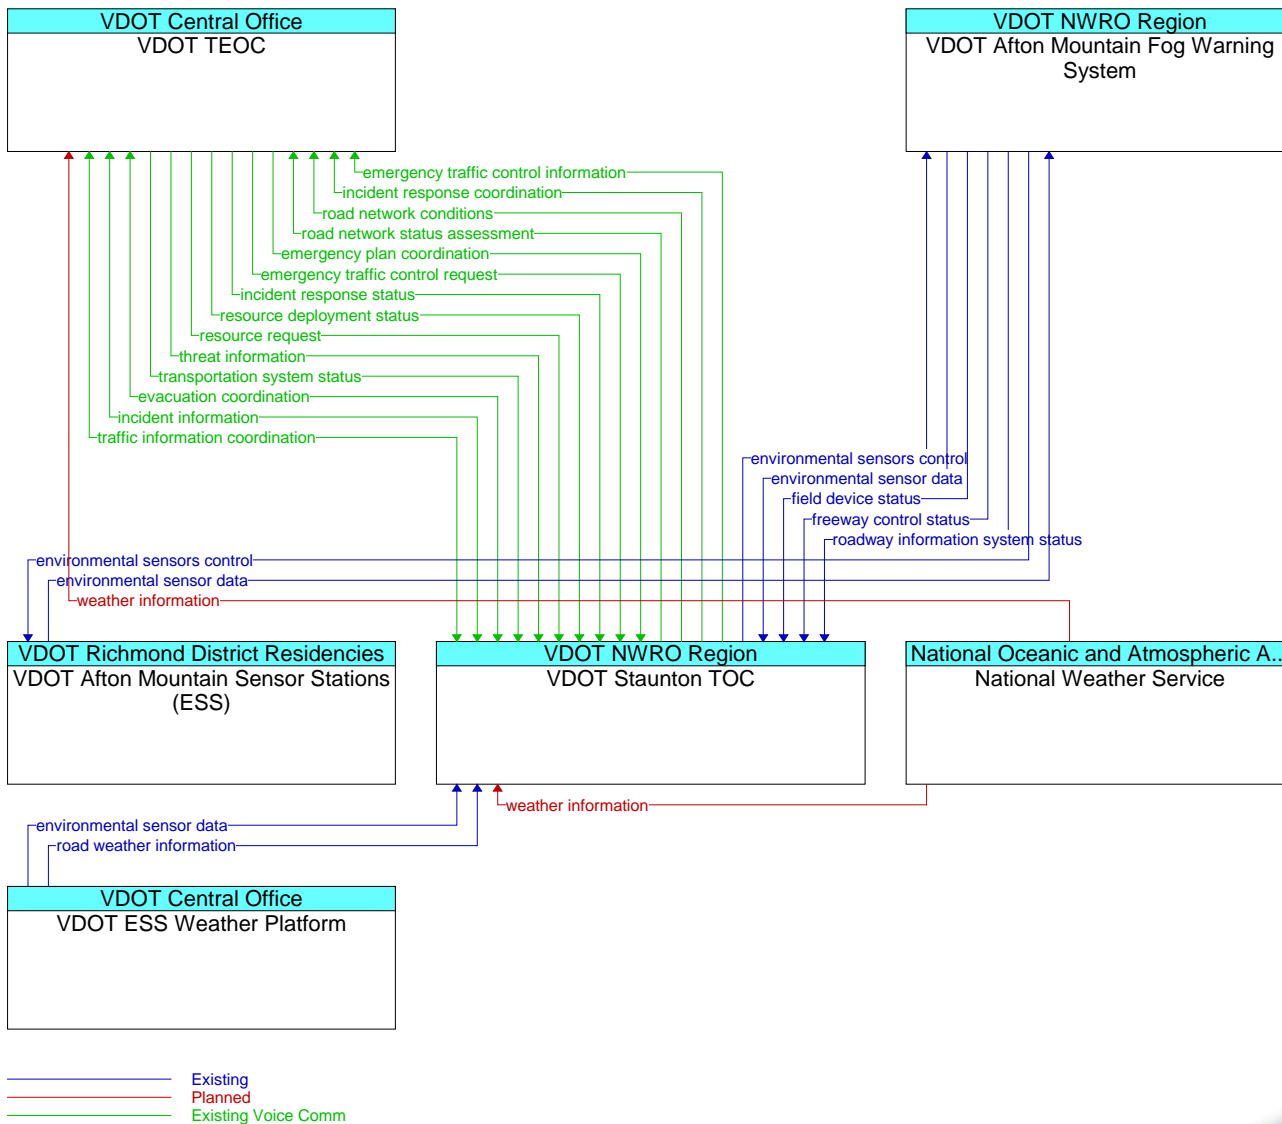 VDOT Central Office
VDOT TEOC
VDOT NWRO Region
VDOT Afton Mountain Fog Warning
System
emergency traffic control information
incident response coordination
road network conditions
road network status assessment
emergency plan coordination
emergency traffic control request
incident response status
resource deployment status
resource request
threat information
transportation system status
evacuation coordination
incident information
traffic information coordination
environmental sensors control
environmental sensor data
field device status
freeway control status
roadway information system status
environmental sensors control
environmental sensor data
weather information
VDOT Richmond District Residencies
VDOT Afton Mountain Sensor Stations
(ESS)
VDOT NWRO Region
VDOT Staunton TOC
National Oceanic and Atmospheric A..
National Weather Service
weather information
environmental sensor data
road weather information
VDOT Central Office
VDOT ESS Weather Platform
Existing
Planned
Existing Voice Comm